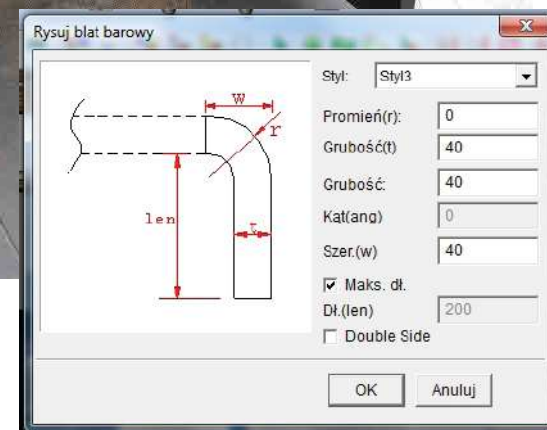 Rysuj blat barowy
w
r
len
t
Styl: Styl3
Promień(r): 0
Grubość(t) 40
Grubość: 40
Kąt(ang) 0
Szer.(w) 40
Maks. dł.
Dł.(len) 200
Double Side
OK Anuluj